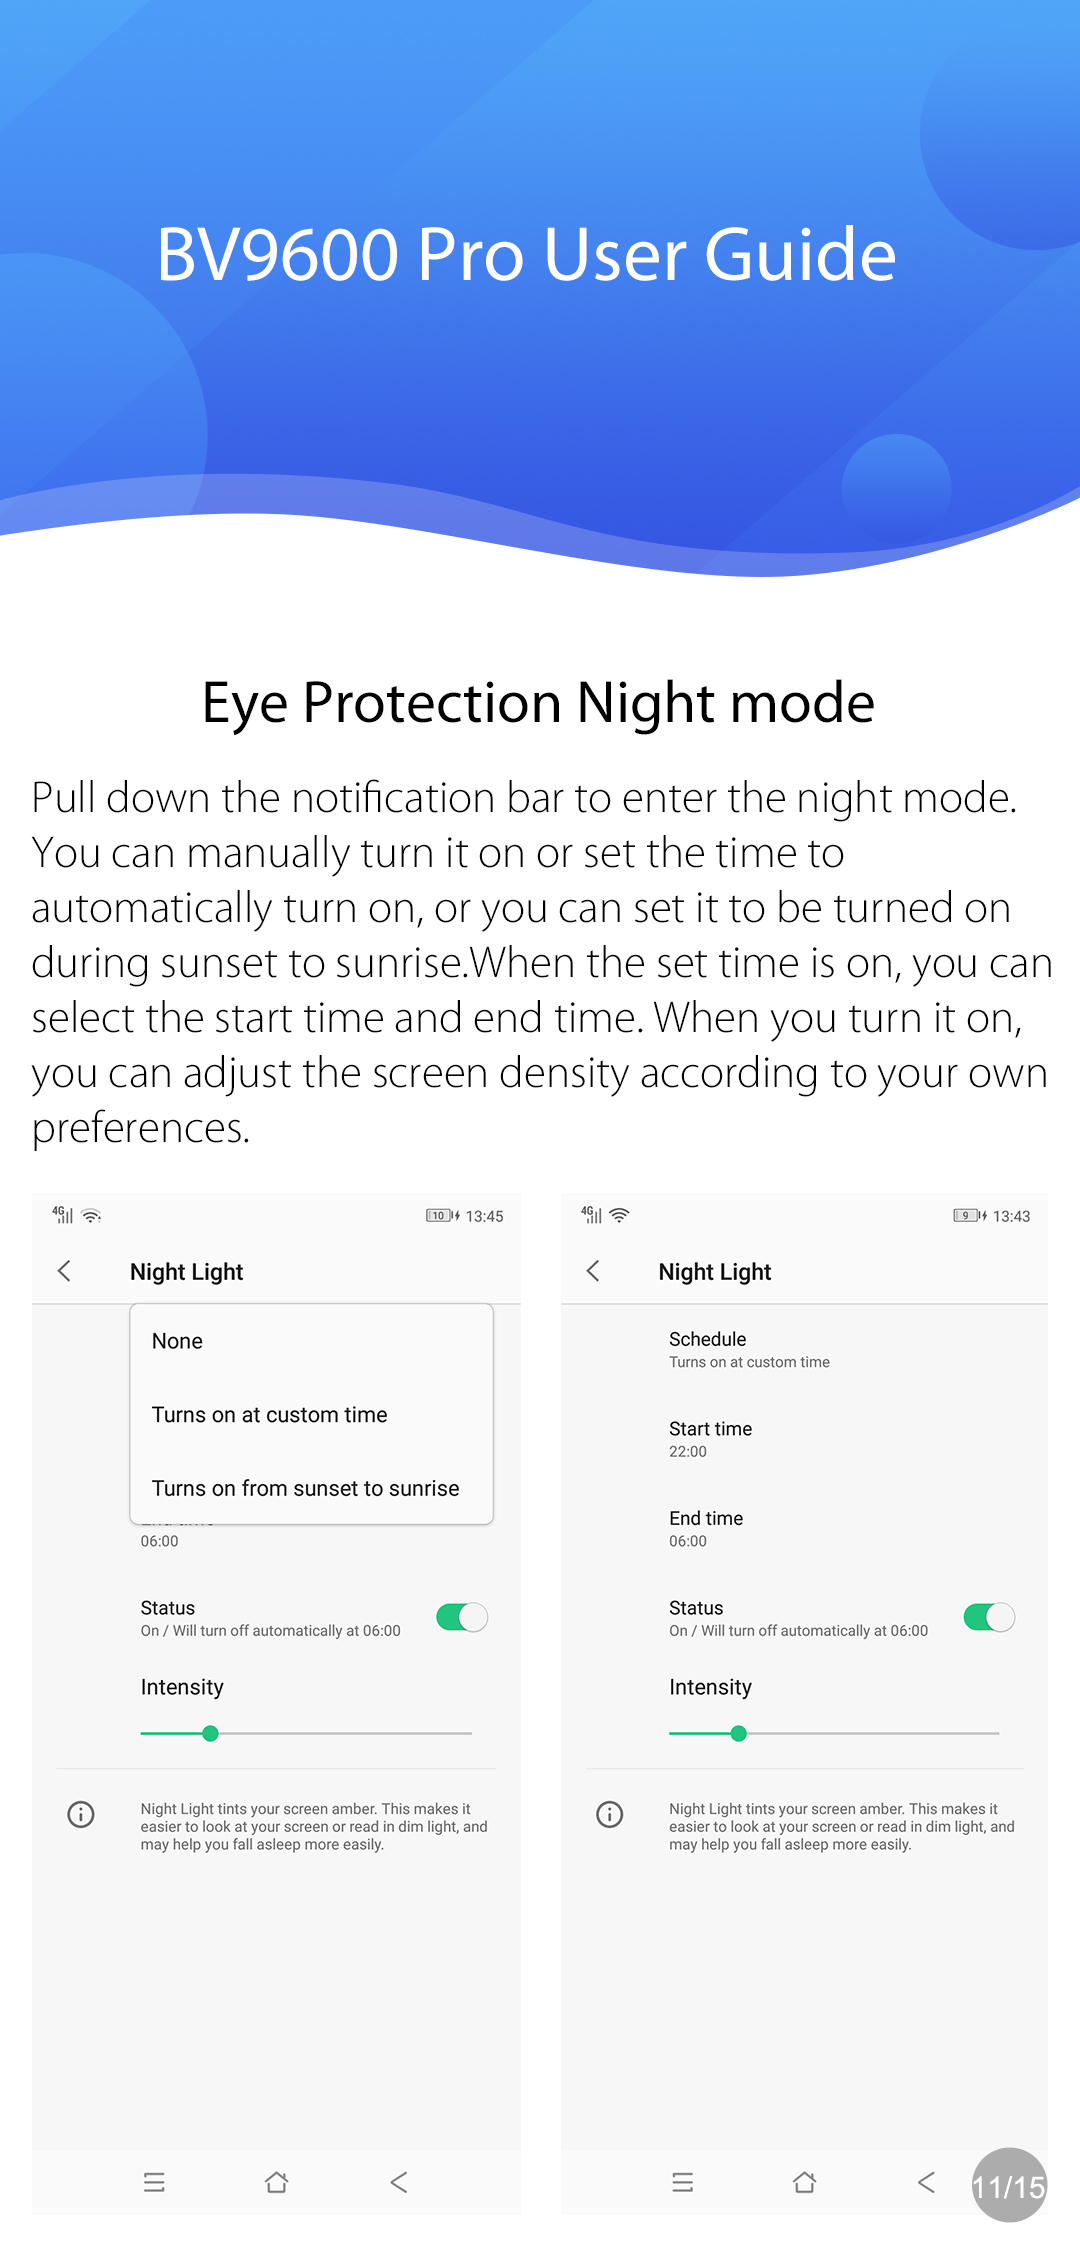 BV9600 Pro User Guide
Eye Protection Night mode
Pull down the notification bar to enter the night mode.
You can manually turn it on or set the time to
automatically turn on, or you can set it to be turned on
during sunset to sunrise.When the set time is on, you can
select the start time and end time. When you turn it on,
you can adjust the screen density according to your own
preferences.
4G 10 13:45
Night Light
None
Turns on at custom time
Turns on from sunset to sunrise
06:00
Status
On / Will turn off automatically at 06:00
Intensity
Night Light tints your screen amber. This makes it
easier to look at your screen or read in dim light, and
may help you fall asleep more easily.
4G 9 13:43
Night Light
Schedule
Turns on at custom time
Start time
22:00
End time
06:00
Status
On / Will turn off automatically at 06:00
Intensity
Night Light tints your screen amber. This makes it
easier to look at your screen or read in dim light, and
may help you fall asleep more easily.
11/15